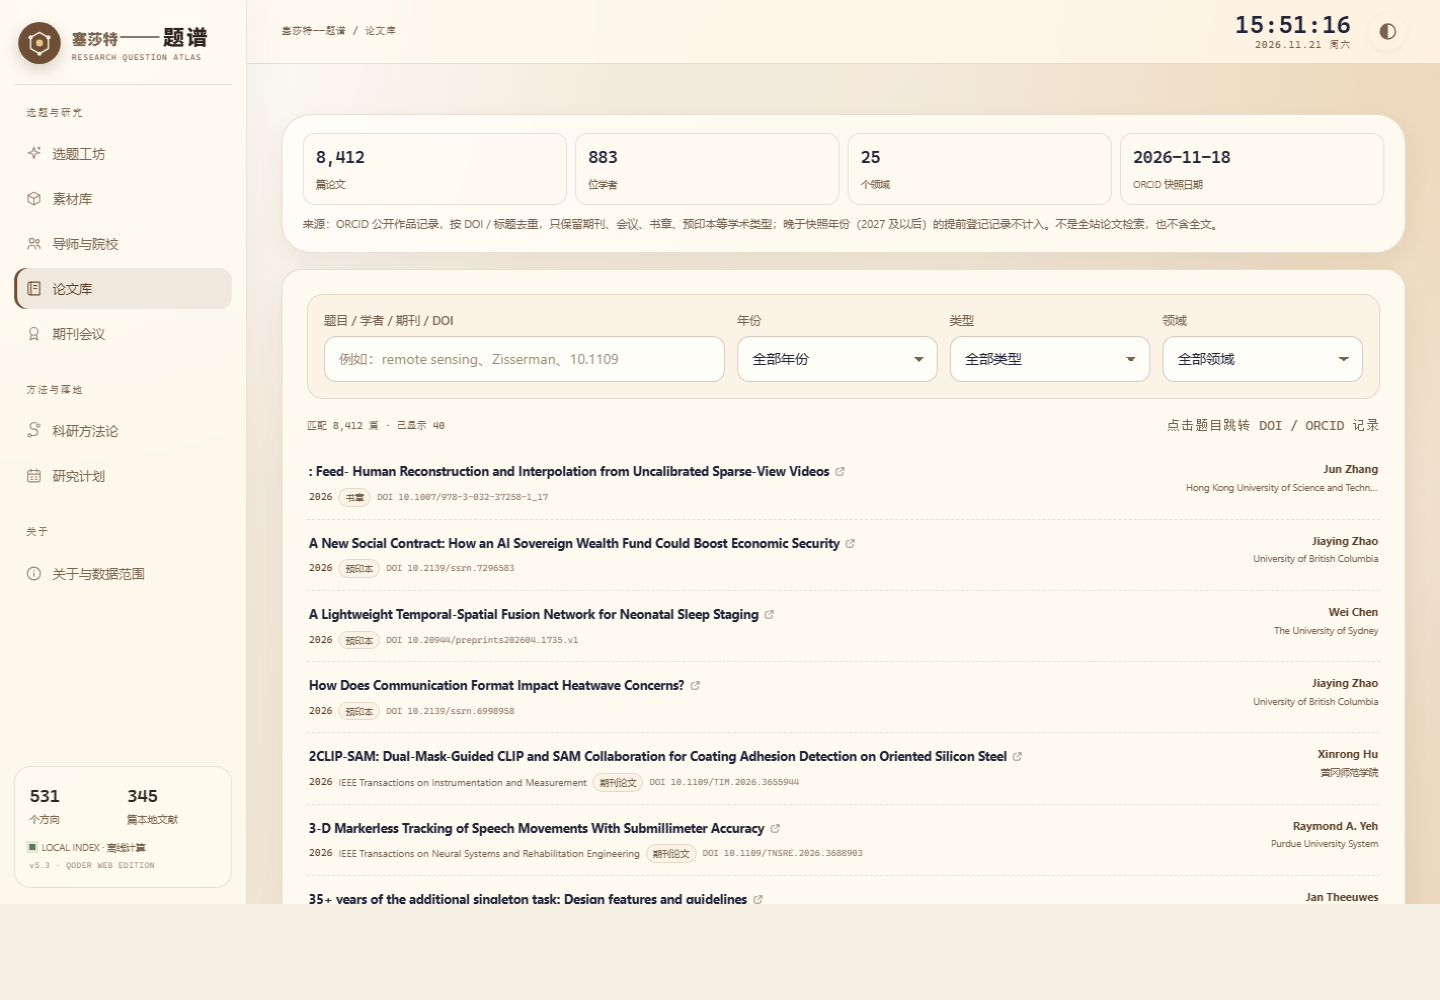 塞莎特——题谱
RESEARCH QUESTION ATLAS
选题与研究
选题工坊
素材库
导师与院校
论文库
期刊会议
方法与落地
科研方法论
研究计划
关于
关于与数据范围
531
个方向
345
篇本地文献
LOCAL INDEX · 离线计算
v5.3 · QODER WEB EDITION
塞莎特——题谱 / 论文库
15:51:16
2026.11.21 周六
8,412
篇论文
883
位学者
25
个领域
2026-11-18
ORCID 快照日期
来源：ORCID 公开作品记录，按 DOI / 标题去重，只保留期刊、会议、书章、预印本等学术类型；晚于快照年份（2027 及以后）的提前登记记录不计入。不是全站论文检索，也不含全文。
题目 / 学者 / 期刊 / DOI
例如：remote sensing、Zisserman、10.1109
年份
全部年份
类型
全部类型
领域
全部领域
匹配 8,412 篇 · 已显示 40
点击题目跳转 DOI / ORCID 记录
: Feed- Human Reconstruction and Interpolation from Uncalibrated Sparse-View Videos
2026 书章 DOI 10.1007/978-3-032-37258-1_17
Jun Zhang
Hong Kong University of Science and Techn...
A New Social Contract: How an AI Sovereign Wealth Fund Could Boost Economic Security
2026 预印本 DOI 10.2139/ssrn.7296583
Jiaying Zhao
University of British Columbia
A Lightweight Temporal-Spatial Fusion Network for Neonatal Sleep Staging
2026 预印本 DOI 10.20944/preprints202604.1735.v1
Wei Chen
The University of Sydney
How Does Communication Format Impact Heatwave Concerns?
2026 预印本 DOI 10.2139/ssrn.6998958
Jiaying Zhao
University of British Columbia
2CLIP-SAM: Dual-Mask-Guided CLIP and SAM Collaboration for Coating Adhesion Detection on Oriented Silicon Steel
2026 IEEE Transactions on Instrumentation and Measurement 期刊论文 DOI 10.1109/TIM.2026.3655944
Xinrong Hu
黄冈师范学院
3-D Markerless Tracking of Speech Movements With Submillimeter Accuracy
2026 IEEE Transactions on Neural Systems and Rehabilitation Engineering 期刊论文 DOI 10.1109/TNSRE.2026.3688903
Raymond A. Yeh
Purdue University System
35+ years of the additional singleton task: Design features and guidelines
Jan Theeuwes